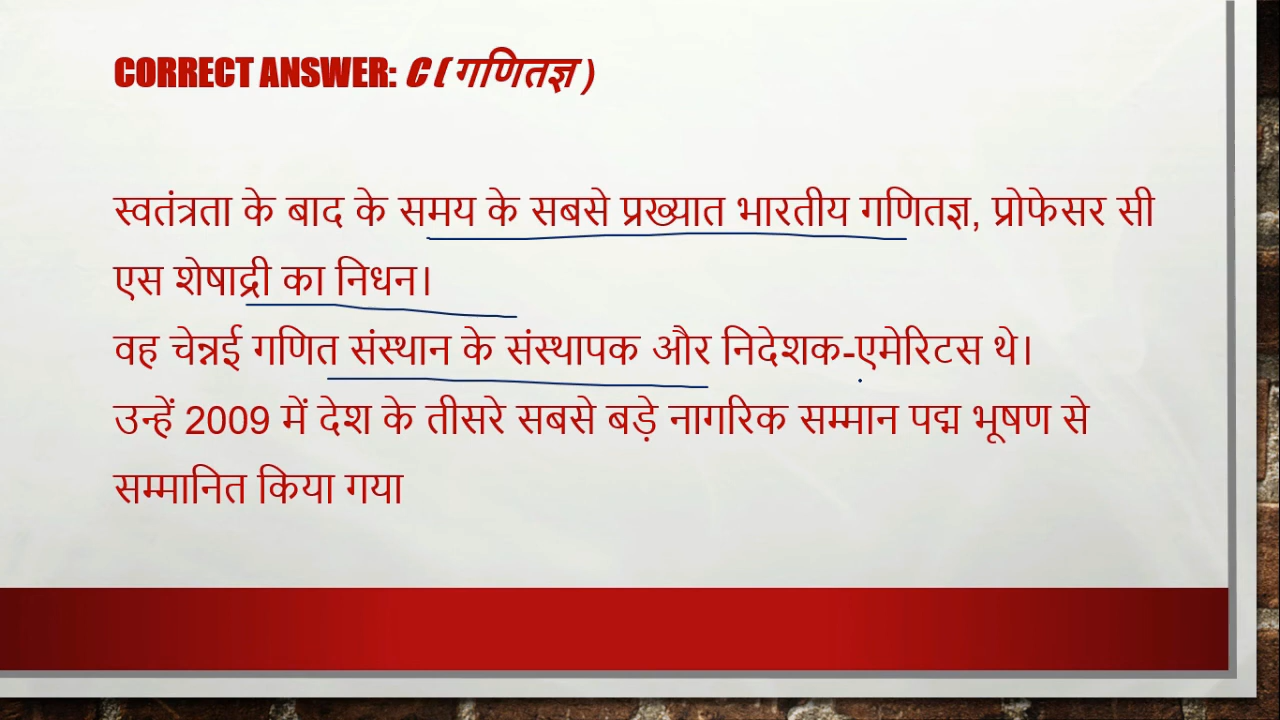 CORRECT ANSWER: C ( गणितज्ञ )
स्वतंत्रता के बाद के समय के सबसे प्रख्यात भारतीय गणितज्ञ, प्रोफेसर सी
एस शेषाद्री का निधन।
वह चेन्नई गणित संस्थान के संस्थापक और निदेशक-एमेरिटस थे।
उन्हें 2009 में देश के तीसरे सबसे बड़े नागरिक सम्मान पद्म भूषण से
सम्मानित किया गया